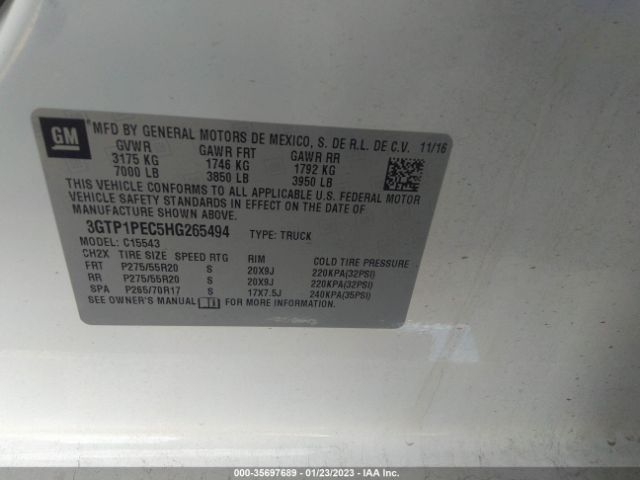 GM
MFD BY GENERAL MOTORS DE MEXICO, S. DE R.L. DE C.V. 11/16
GVWR GAWR FRT GAWR RR
3175 KG 1746 KG 1792 KG
7000 LB 3850 LB 3950 LB
THIS VEHICLE CONFORMS TO ALL APPLICABLE U.S. FEDERAL MOTOR
VEHICLE SAFETY STANDARDS IN EFFECT ON THE DATE OF
MANUFACTURE SHOWN ABOVE.
3GTP1PEC5HG265494 TYPE: TRUCK
MODEL: C15543
CH2X TIRE SIZE SPEED RTG RIM COLD TIRE PRESSURE
FRT P275/55R20 S 20X9J 220KPA(32PSI)
RR P275/55R20 S 20X9J 220KPA(32PSI)
SPA P265/70R17 S 17X7.5J 240KPA(35PSI)
SEE OWNER'S MANUAL FOR MORE INFORMATION.
000-35697689 - 01/23/2023 - IAA Inc.